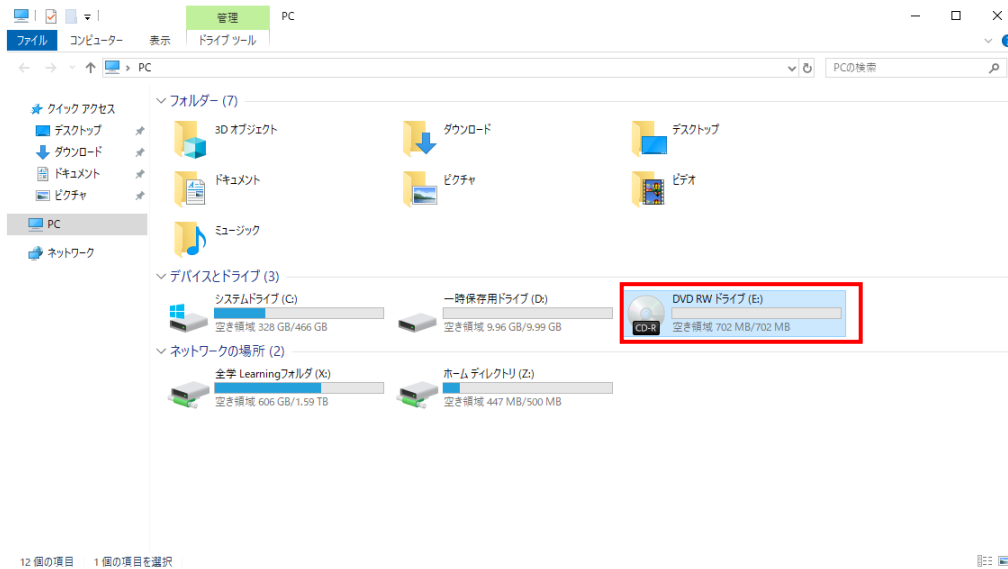 管理
PC
ファイル
コンピューター
表示
ドライブ ツール
PC
PCの検索
クイック アクセス
デスクトップ
ダウンロード
ドキュメント
ピクチャ
PC
ネットワーク
フォルダー (7)
3D オブジェクト
ダウンロード
デスクトップ
ドキュメント
ピクチャ
ビデオ
ミュージック
デバイスとドライブ (3)
システムドライブ (C:)
空き領域 328 GB/466 GB
一時保存用ドライブ (D:)
空き領域 9.96 GB/9.99 GB
CD-R
DVD RW ドライブ (E:)
空き領域 702 MB/702 MB
ネットワークの場所 (2)
全学 Learningフォルダ (X:)
空き領域 606 GB/1.59 TB
ホームディレクトリ (Z:)
空き領域 447 MB/500 MB
12 個の項目
1 個の項目を選択